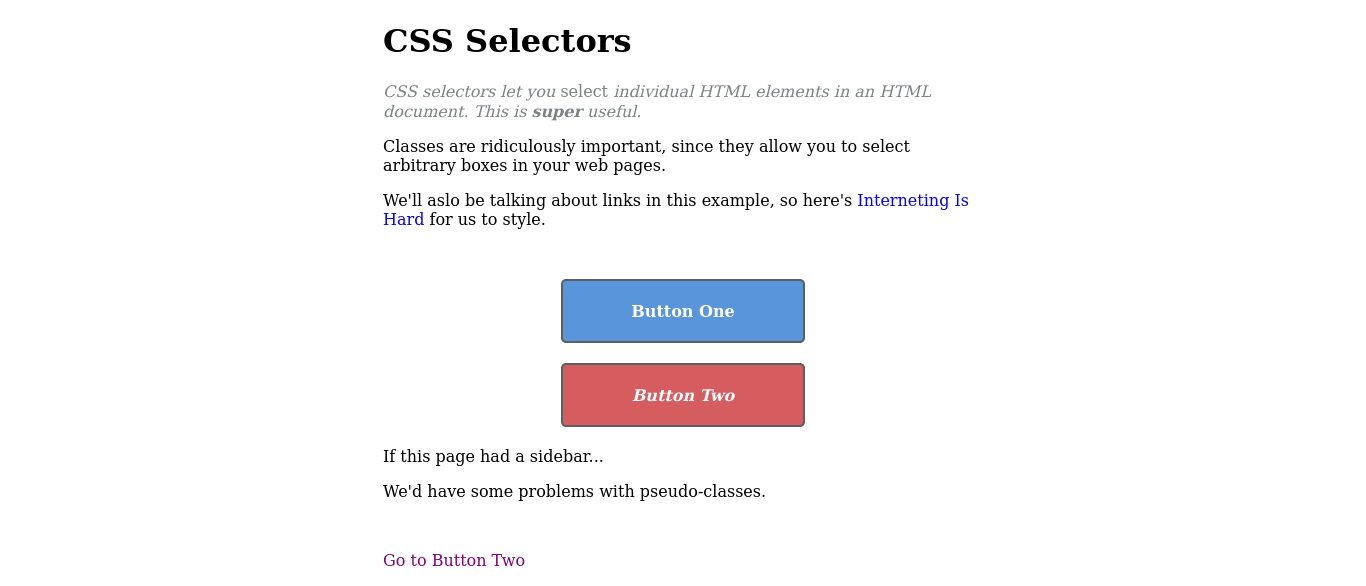 CSS Selectors
CSS selectors let you select individual HTML elements in an HTML
document. This is super useful.
Classes are ridiculously important, since they allow you to select
arbitrary boxes in your web pages.
We'll aslo be talking about links in this example, so here's Interneting Is
Hard for us to style.
Button One
Button Two
If this page had a sidebar...
We'd have some problems with pseudo-classes.
Go to Button Two